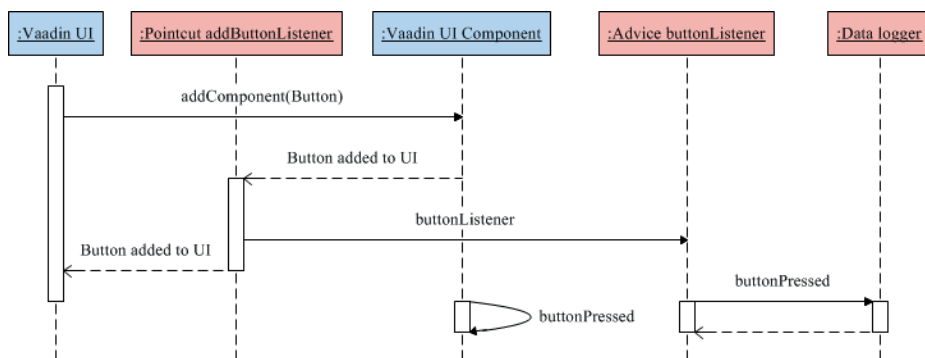 :Vaadin UI
:Pointcut addButtonListener
:Vaadin UI Component
:Advice buttonListener
:Data logger
addComponent(Button)
Button added to UI
buttonListener
Button added to UI
buttonPressed
buttonPressed